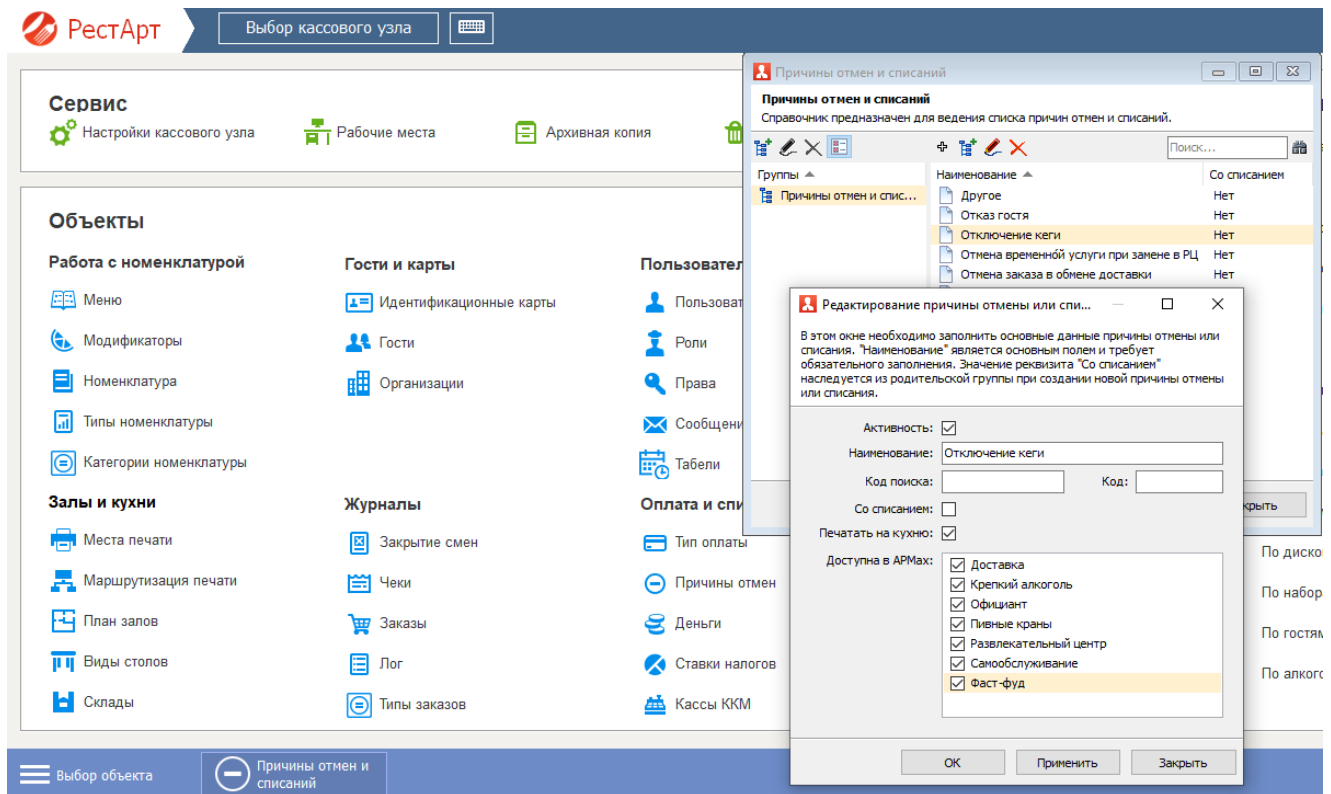 РестАрт
Выбор кассового узла
Сервис
Настройки кассового узла
Рабочие места
Архивная копия
Объекты
Работа с номенклатурой
Меню
Модификаторы
Номенклатура
Типы номенклатуры
Категории номенклатуры
Гости и карты
Идентификационные карты
Гости
Организации
Пользовател
Пользоват
Роли
Права
Сообщени
Табели
Залы и кухни
Места печати
Маршрутизация печати
План залов
Виды столов
Склады
Журналы
Закрытие смен
Чеки
Заказы
Лог
Типы заказов
Оплата и спи
Тип оплаты
Причины отмен
Деньги
Ставки налогов
Кассы ККМ
По диско
По набор
По гостям
По алкого
Причины отмен и списаний
Причины отмен и списаний
Справочник предназначен для ведения списка причин отмен и списаний.
Поиск...
Группы
Причины отмен и спис...
Наименование Со списанием
Другое Нет
Отказ гостя Нет
Отключение кеги Нет
Отмена временной услуги при замене в РЦ Нет
Отмена заказа в обмене доставки Нет
крыть
Редактирование причины отмены или спи...
В этом окне необходимо заполнить основные данные причины отмены или
списания. "Наименование" является основным полем и требует
обязательного заполнения. Значение реквизита "Со списанием"
наследуется из родительской группы при создании новой причины отмены
или списания.
Активность:
Наименование: Отключение кеги
Код поиска: Код:
Со списанием:
Печатать на кухню:
Доступна в АРМах:
Доставка
Крепкий алкоголь
Официант
Пивные краны
Развлекательный центр
Самообслуживание
Фаст-фуд
ОК Применить Закрыть
Выбор объекта
Причины отмен и
списаний